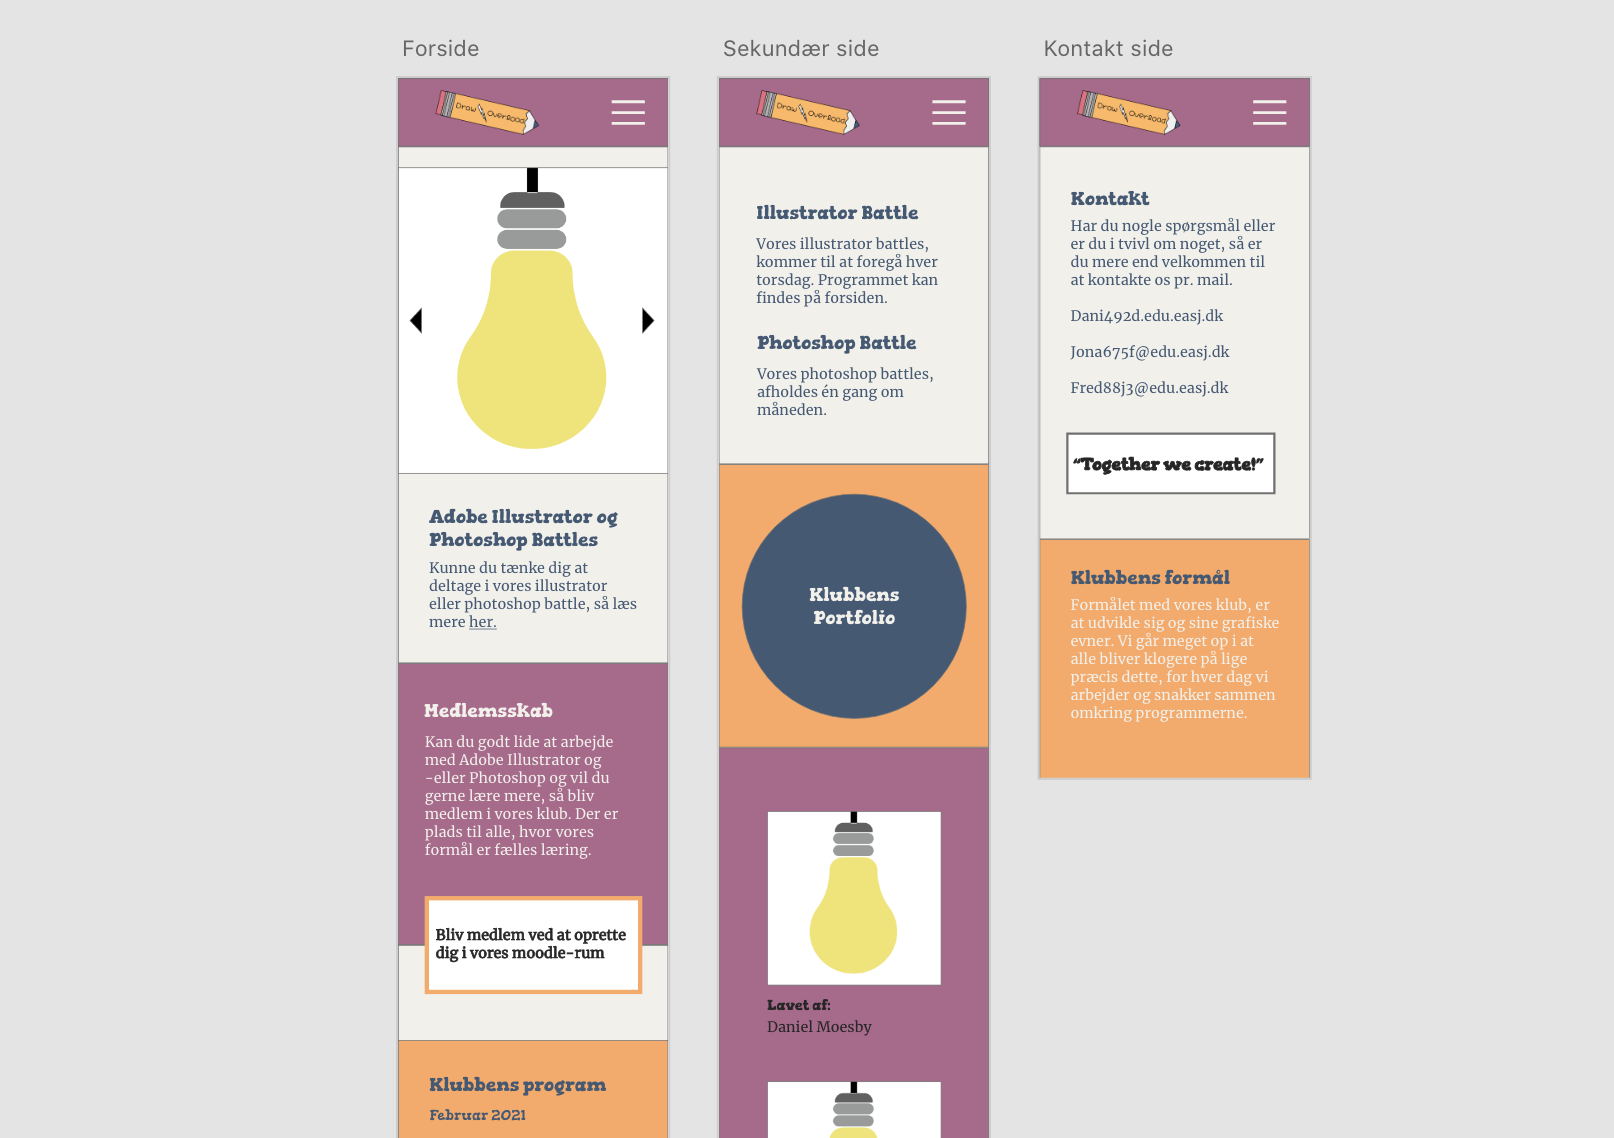 Forside
Draw OverBoad
Adobe Illustrator og
Photoshop Battles
Kunne du tænke dig at
deltage i vores illustrator
eller photoshop battle, så læs
mere her.
Medlemsskab
Kan du godt lide at arbejde
med Adobe Illustrator og
-eller Photoshop og vil du
gerne lære mere, så bliv
medlem i vores klub. Der er
plads til alle, hvor vores
formål er fælles læring.
Bliv medlem ved at oprette
dig i vores moodle-rum
Klubbens program
Februar 2021
Sekundær side
Draw OverBoad
Illustrator Battle
Vores illustrator battles,
kommer til at foregå hver
torsdag. Programmet kan
findes på forsiden.
Photoshop Battle
Vores photoshop battles,
afholdes én gang om
måneden.
Klubbens
Portfolio
Lavet af:
Daniel Moesby
Kontakt side
Draw OverBoad
Kontakt
Har du nogle spørgsmål eller
er du i tvivl om noget, så er
du mere end velkommen til
at kontakte os pr. mail.
Dani492d.edu.easj.dk
Jona675f@edu.easj.dk
Fred88j3@edu.easj.dk
“Together we create!”
Klubbens formål
Formålet med vores klub, er
at udvikle sig og sine grafiske
evner. Vi går meget op i at
alle bliver klogere på lige
præcis dette, for hver dag vi
arbejder og snakker sammen
omkring programmerne.